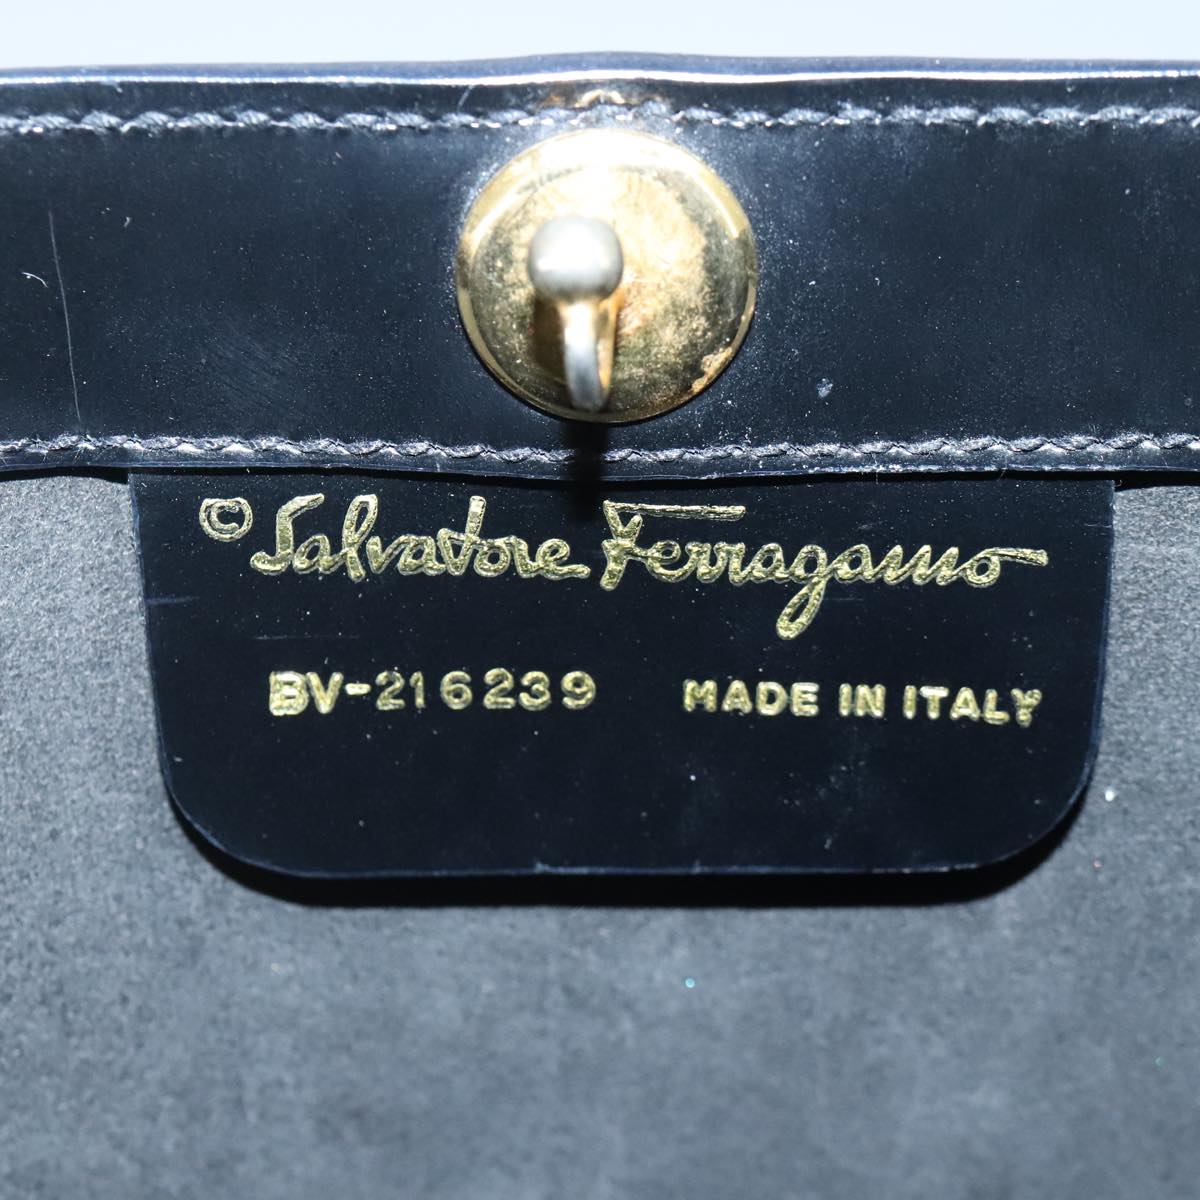 © Salvatore Ferragamo
BV-216239 MADE IN ITALY